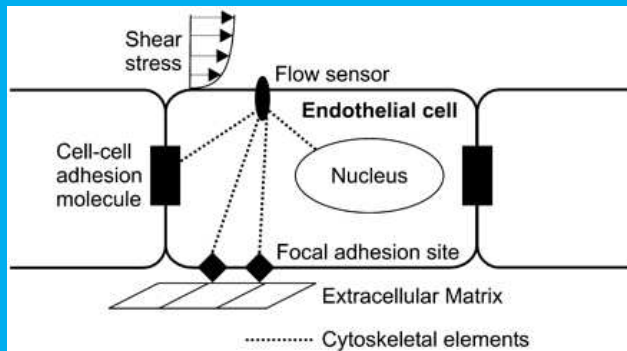 Shear
stress
Flow sensor
Endothelial cell
Cell-cell
adhesion
molecule
Nucleus
Focal adhesion site
Extracellular Matrix
Cytoskeletal elements